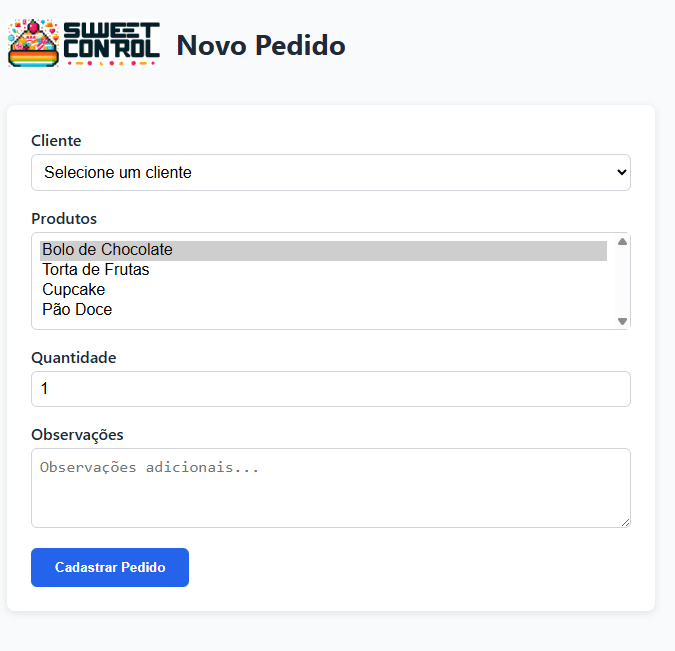 SWEET
CONTROL
Novo Pedido
Cliente
Selecione um cliente
Produtos
Bolo de Chocolate
Torta de Frutas
Cupcake
Pão Doce
Quantidade
1
Observações
Observações adicionais...
Cadastrar Pedido